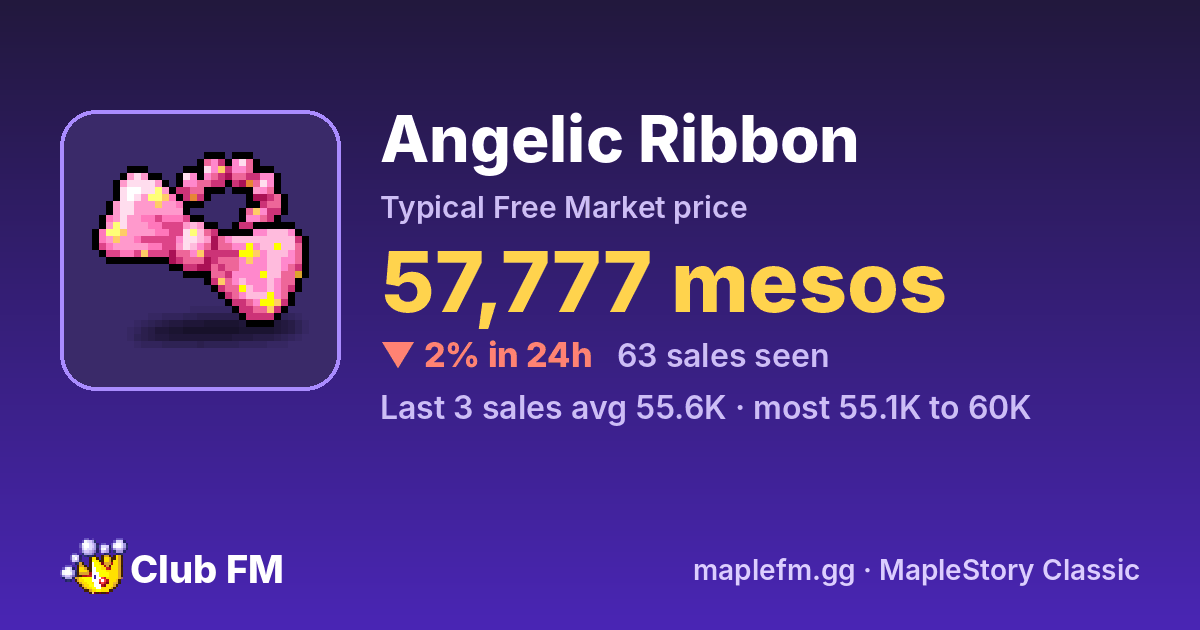 Angelic Ribbon
Typical Free Market price
57,777 mesos
▼ 2% in 24h 63 sales seen
Last 3 sales avg 55.6K · most 55.1K to 60K
Club FM
maplefm.gg · MapleStory Classic